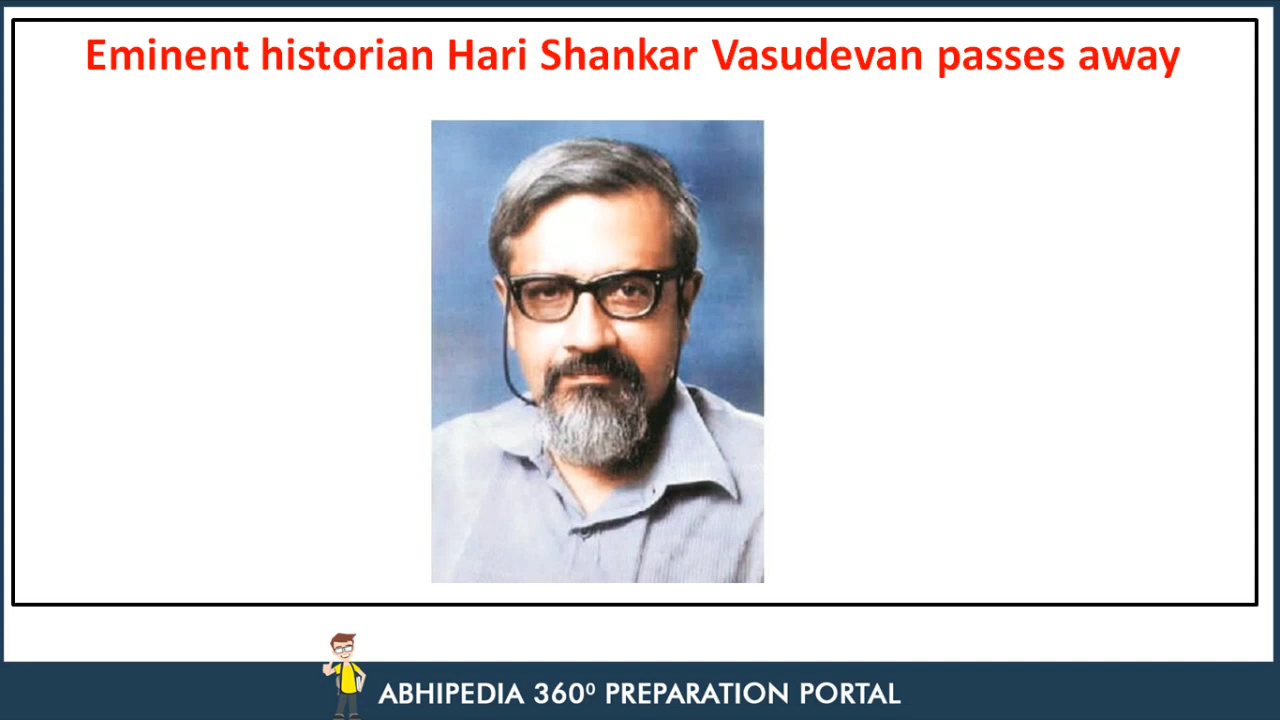 Eminent historian Hari Shankar Vasudevan passes away
ABHIPEDIA 360⁰ PREPARATION PORTAL